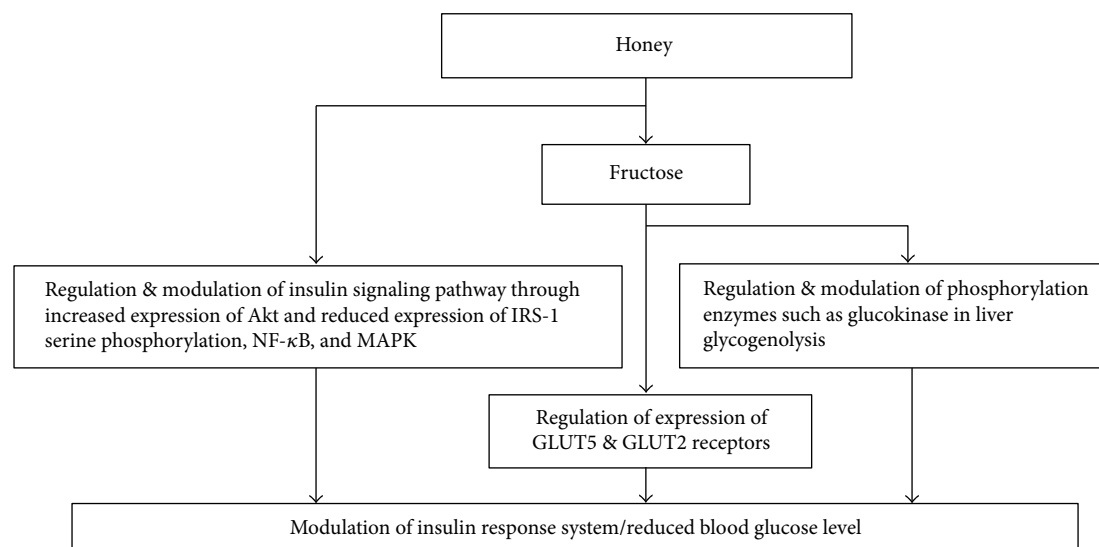 Honey
Fructose
Regulation & modulation of insulin signaling pathway through
increased expression of Akt and reduced expression of IRS-1
serine phosphorylation, NF-κB, and MAPK
Regulation & modulation of phosphorylation
enzymes such as glucokinase in liver
glycogenolysis
Regulation of expression of
GLUT5 & GLUT2 receptors
Modulation of insulin response system/reduced blood glucose level